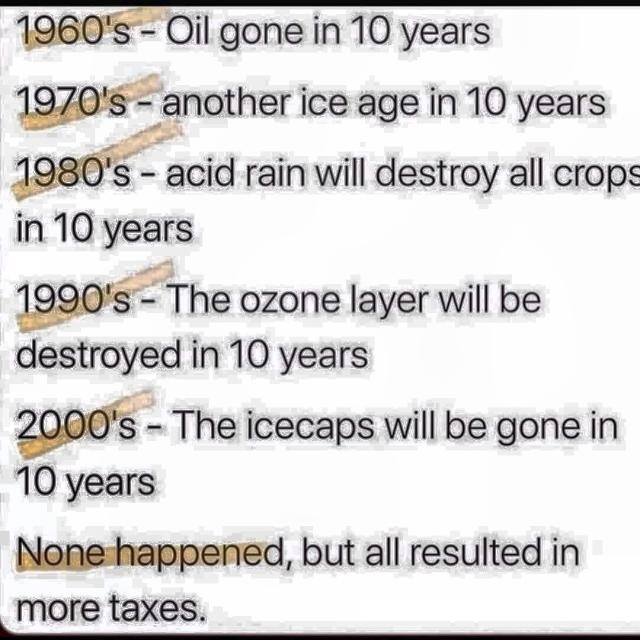 1960's - Oil gone in 10 years
1970's - another ice age in 10 years
1980's - acid rain will destroy all crops
in 10 years
1990's - The ozone layer will be
destroyed in 10 years
2000's - The icecaps will be gone in
10 years
None happened, but all resulted in
more taxes.